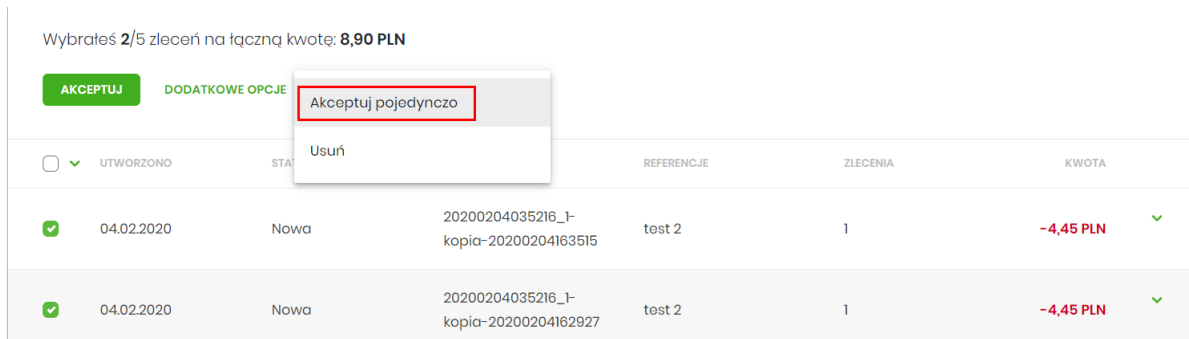 Wybrałeś 2/5 zleceń na łączną kwotę: 8,90 PLN
AKCEPTUJ DODATKOWE OPCJE
Akceptuj pojedynczo
Usuń
UTWORZONO STA REFERENCJE ZLECENIA KWOTA
04.02.2020 Nowa 20200204035216_1- test 2 1 -4,45 PLN
kopia-20200204163515
04.02.2020 Nowa 20200204035216_1- test 2 1 -4,45 PLN
kopia-20200204162927